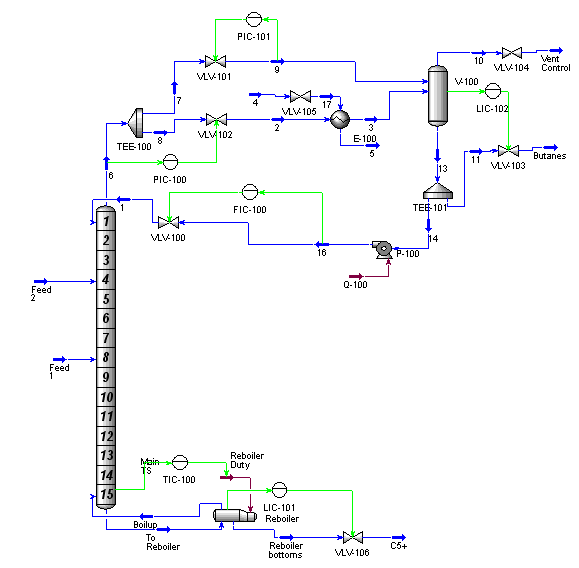 PIC-101
VLV-101
9
10
VLV-104
Vent
Control
7
4
VLV-105
17
V-100
LIC-102
TEE-100
8
VLV-102
2
E-100
3
5
11
VLV-103
Butanes
PIC-100
6
13
TEE-101
1
FIC-100
VLV-100
16
14
P-100
Q-100
1
2
3
4
5
6
7
8
9
10
11
12
13
14
15
Feed
2
Feed
1
Main
TS
TIC-100
Reboiler
Duty
LIC-101
Reboiler
Boilup
To
Reboiler
Reboiler
bottoms
VLV-106
C5+